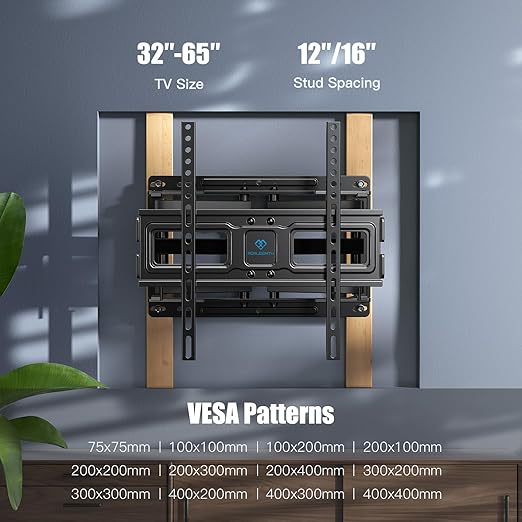 32"-65"
TV Size
12"/16"
Stud Spacing
PERLESMITH
VESA Patterns
75x75mm | 100x100mm | 100x200mm | 200x100mm
200x200mm | 200x300mm | 200x400mm | 300x200mm
300x300mm | 400x200mm | 400x300mm | 400x400mm